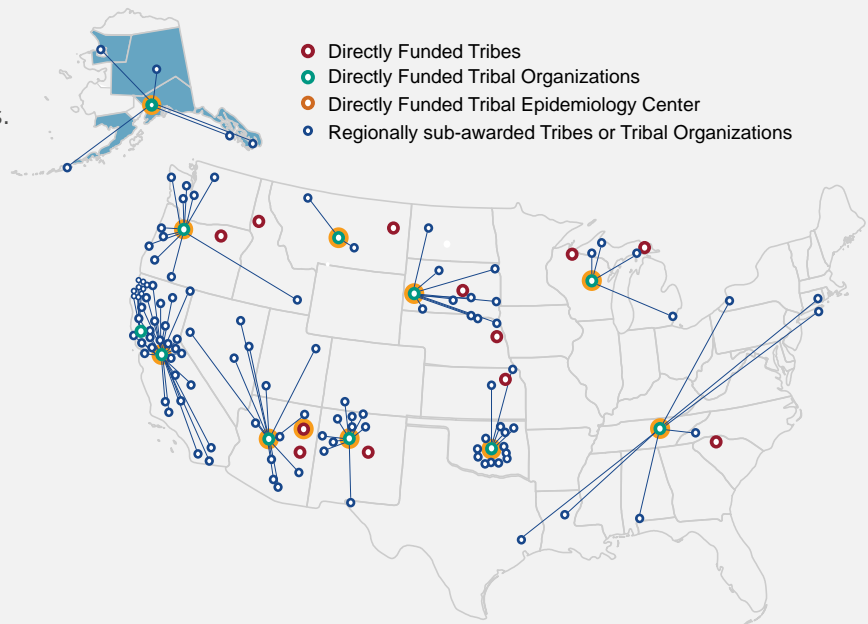 Directly Funded Tribes
Directly Funded Tribal Organizations
s.
Directly Funded Tribal Epidemiology Center
Regionally sub-awarded Tribes or Tribal Organizations